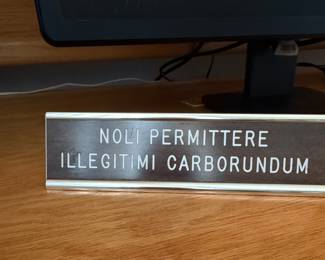 NOLI PERMITTERE
ILLEGITIMI CARBORUNDUM